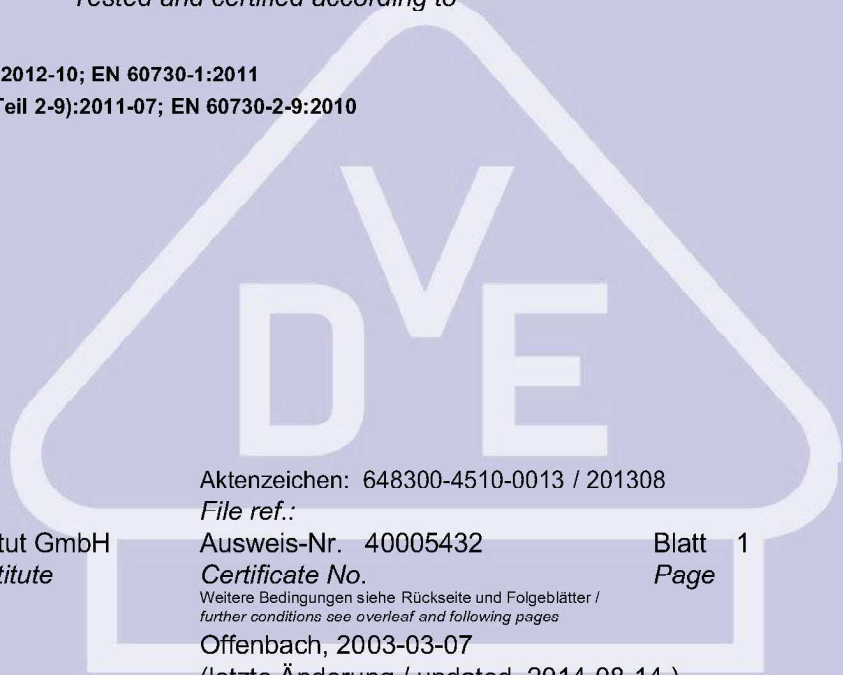 Tested and certified according to
2012-10; EN 60730-1:2011
Teil 2-9):2011-07; EN 60730-2-9:2010
V
D E
Aktenzeichen: 648300-4510-0013 / 201308
File ref.:
tut GmbH Ausweis-Nr. 40005432 Blatt 1
titute Certificate No. Page
Weitere Bedingungen siehe Rückseite und Folgeblätter /
further conditions see overleaf and following pages
Offenbach, 2003-03-07
(letzte Änderung / updated 2014-08-14 )